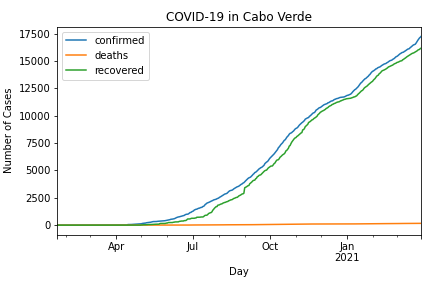 COVID-19 in Cabo Verde
17500
15000
12500
10000
7500
5000
2500
0
Number of Cases
confirmed
deaths
recovered
Apr
Jul
Oct
Jan
2021
Day